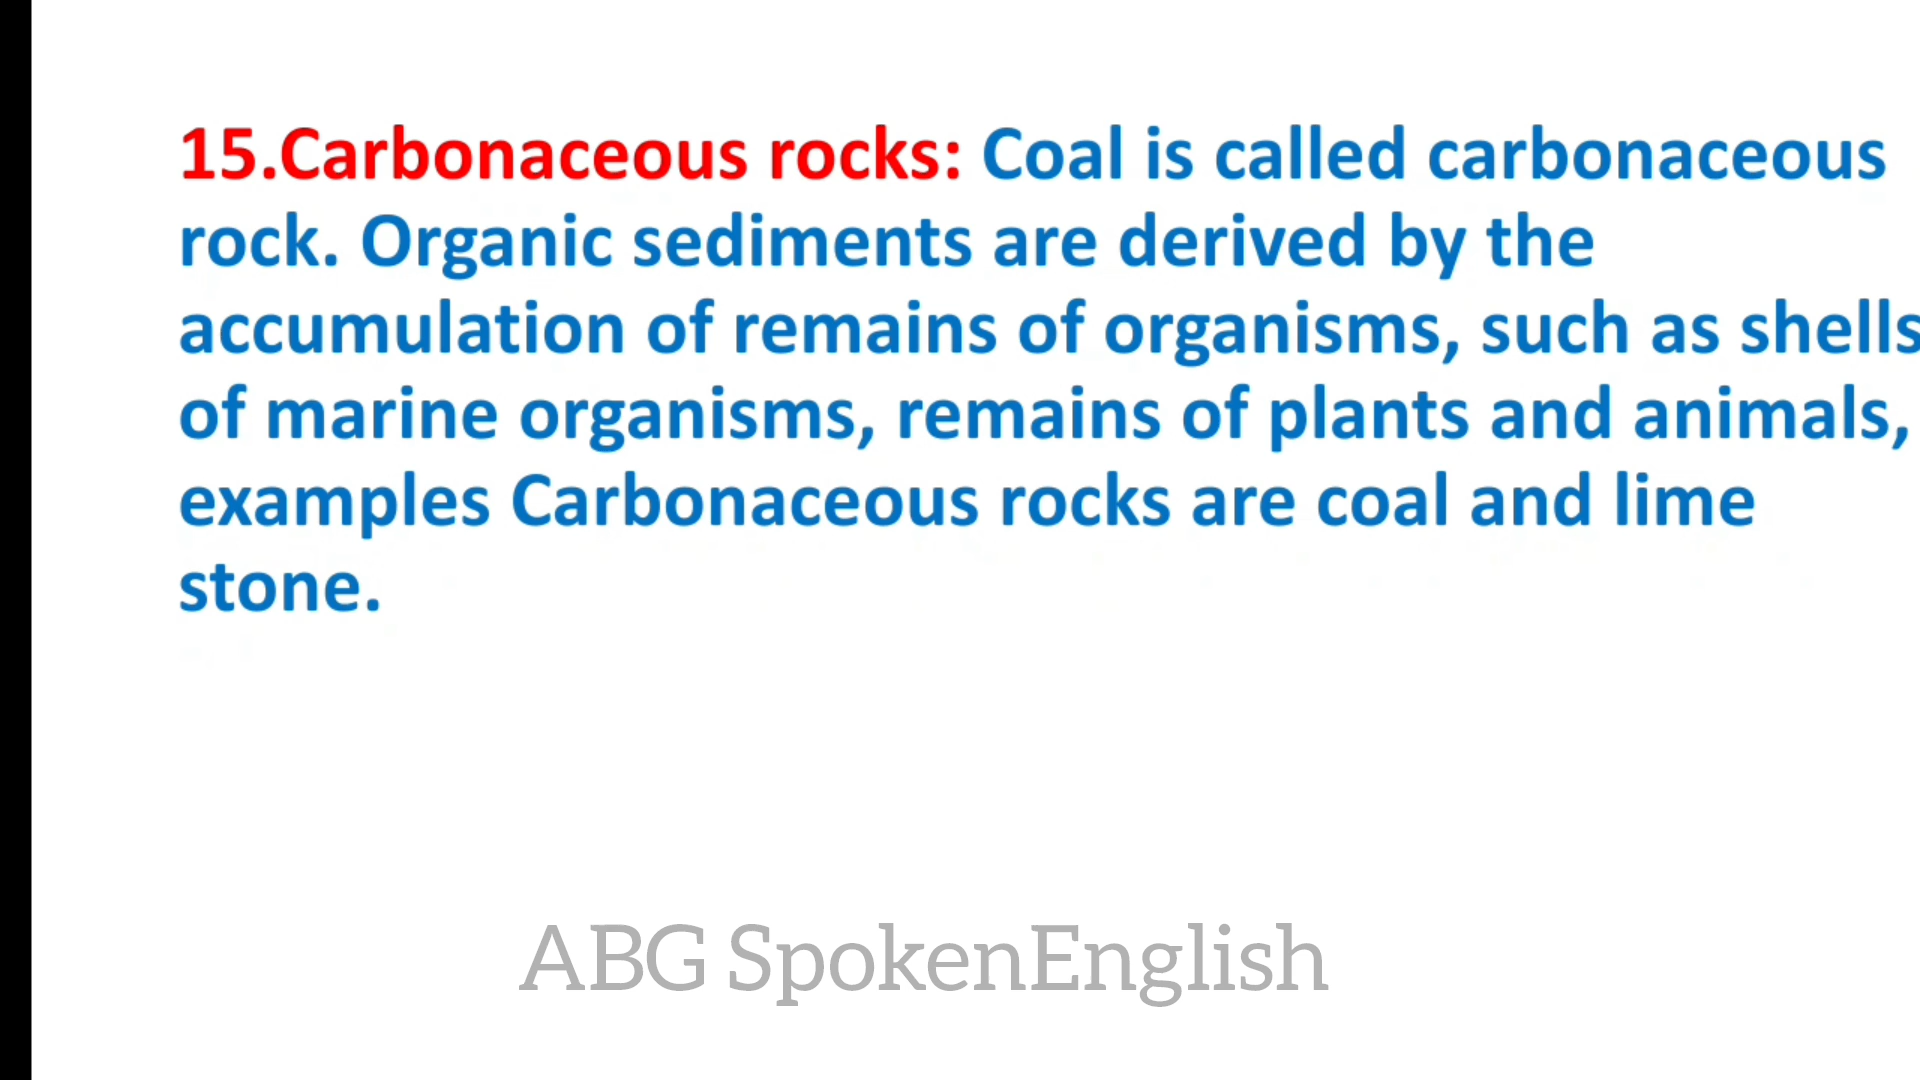 15.Carbonaceous rocks: Coal is called carbonaceous
rock. Organic sediments are derived by the
accumulation of remains of organisms, such as shells
of marine organisms, remains of plants and animals,
examples Carbonaceous rocks are coal and lime
stone.
ABG SpokenEnglish